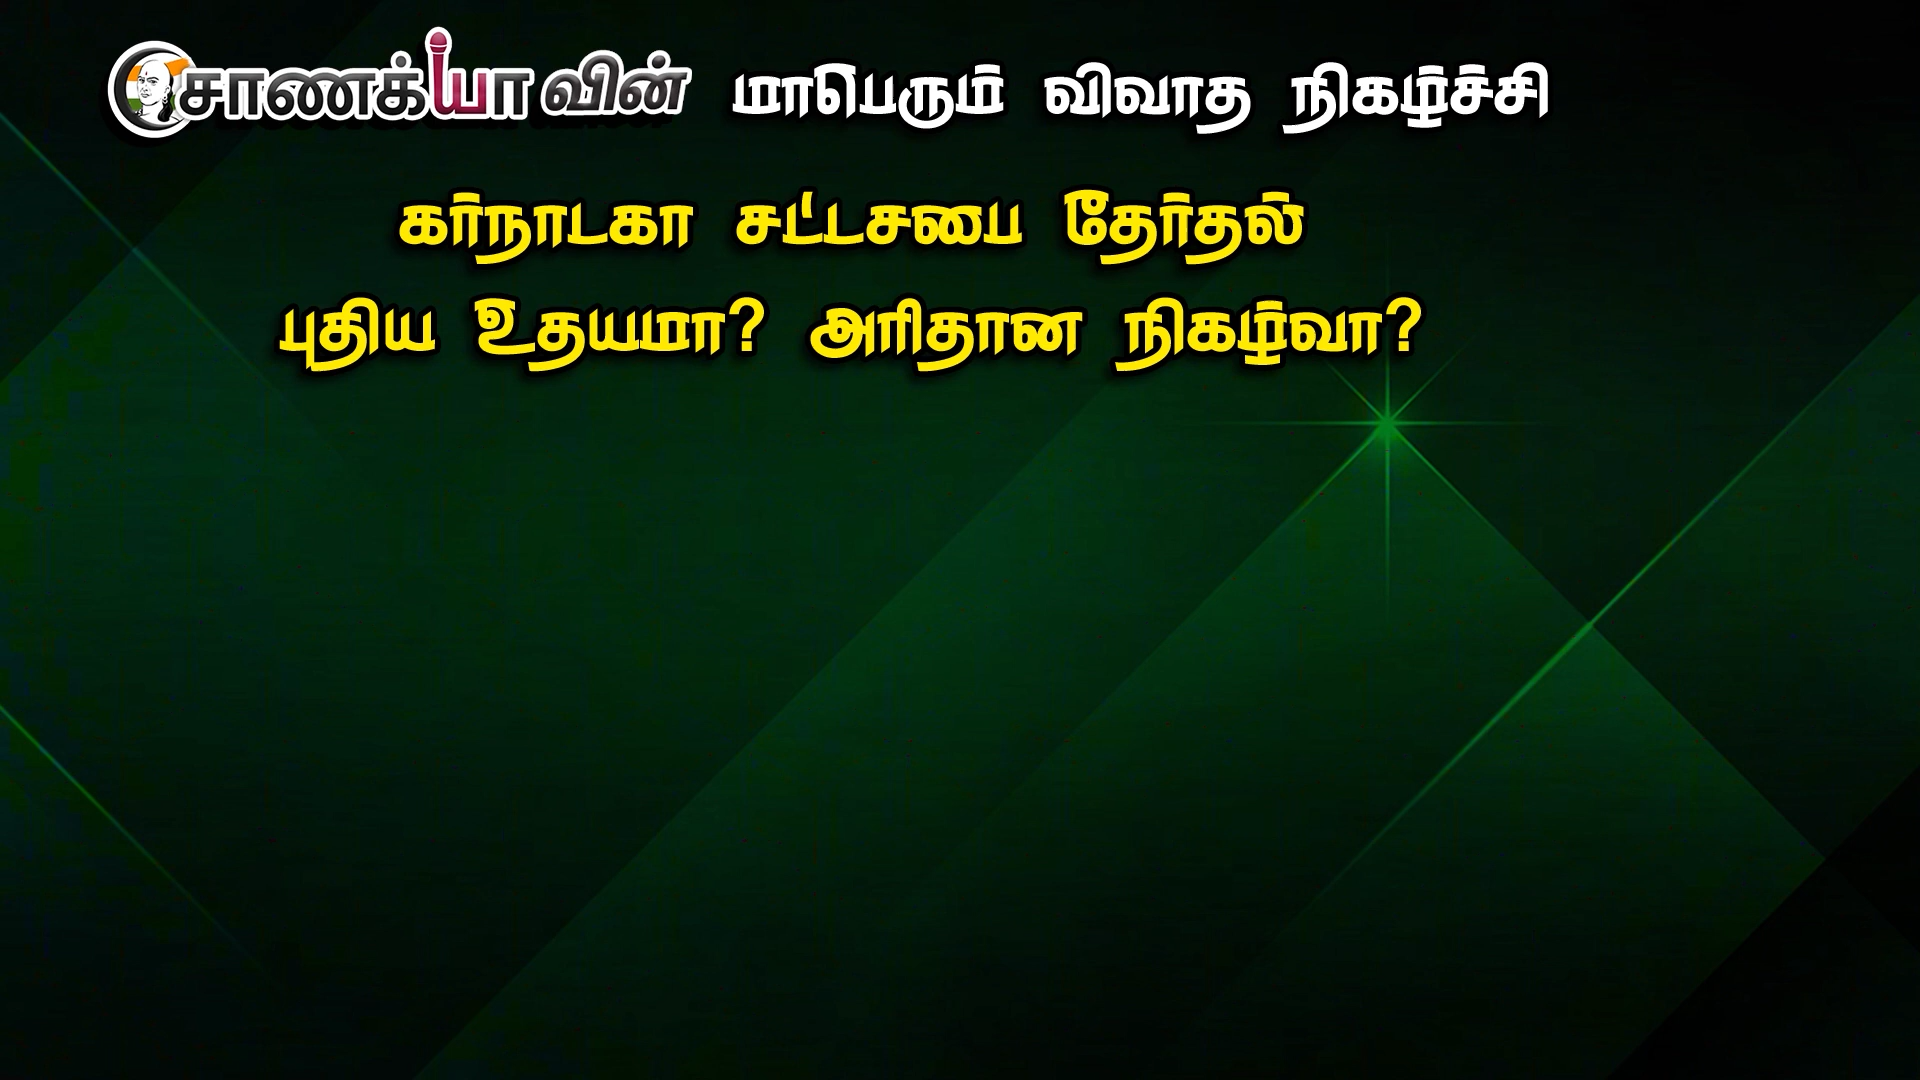 சாணக்யாவின் மாபெரும் விவாத நிகழ்ச்சி
கர்நாடகா சட்டசபை தேர்தல்
புதிய உதயமா? அரிதான நிகழ்வா?